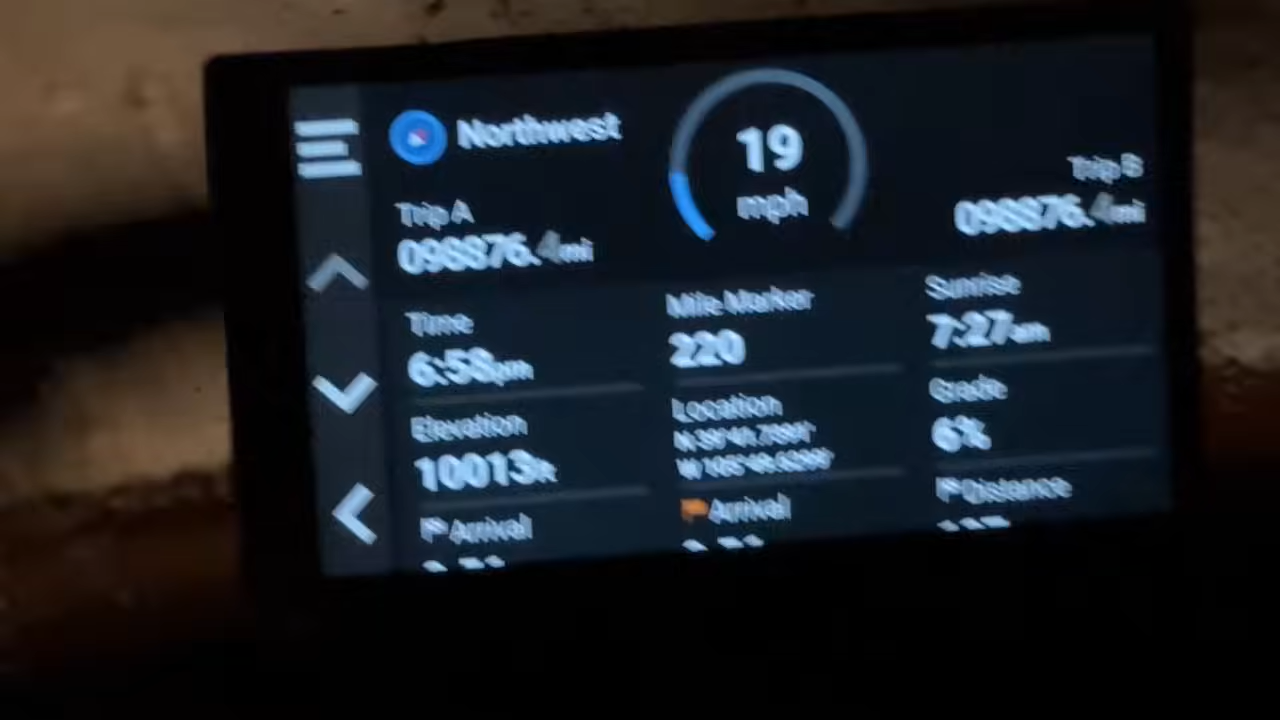 Northwest
19
mph
Trip A
098876.4mi
Trip B
098876.4mi
Time
6:58pm
Mile Marker
220
Sunrise
7:27am
Elevation
10013ft
Location
Grade
6%
Arrival
Arrival
Distance